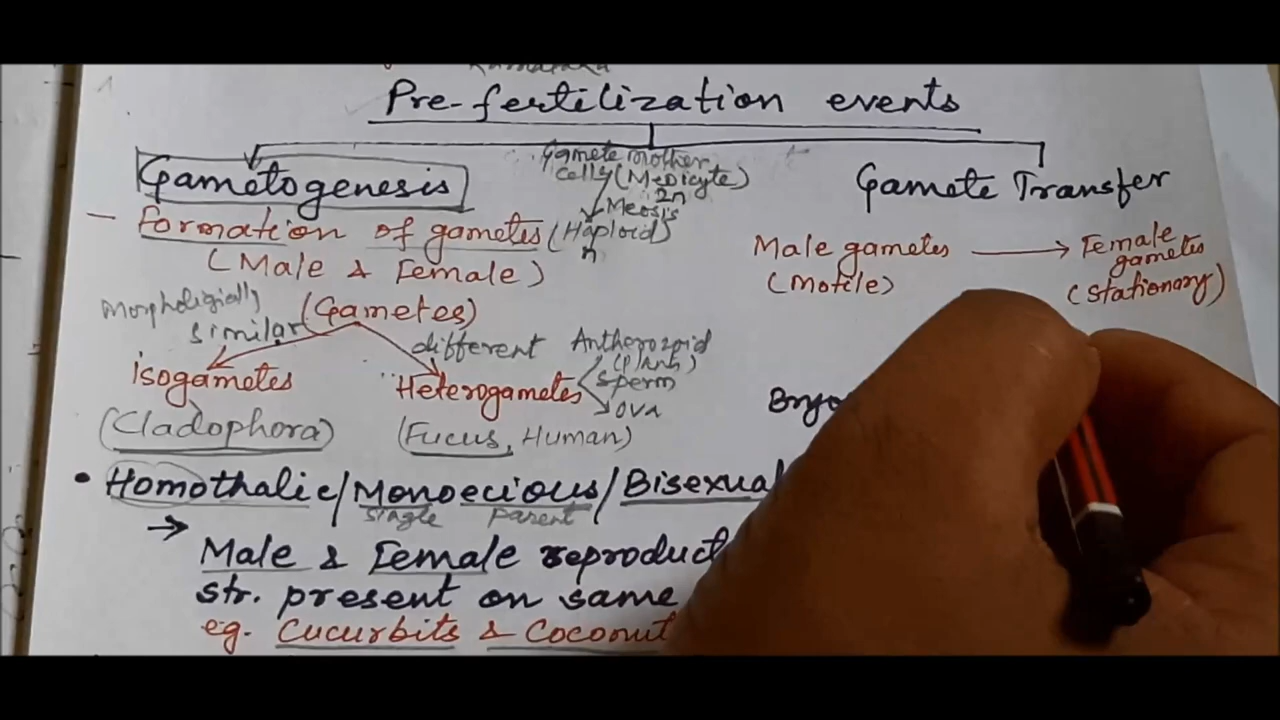 Karnataka
Pre-fertilization events
Gamete mother
cell (Meiocyte)
2n
Meosis
Gametogenesis
Gamete Transfer
- Formation of gametes (Haploid)
n
(Male & Female)
Male gametes → Female
gametes
(Motile)
(Stationary)
(Gametes)
similar
different
Isogametes
Heterogametes
Antherozoid
(Plants)
Sperm
Ova
(Cladophora)
(Fucus, Human)
• Homothalic/Monoecious/Bisexual
single parent
→ Male & Female reproduct
str. present on same
eg. Cucurbits & Coconut